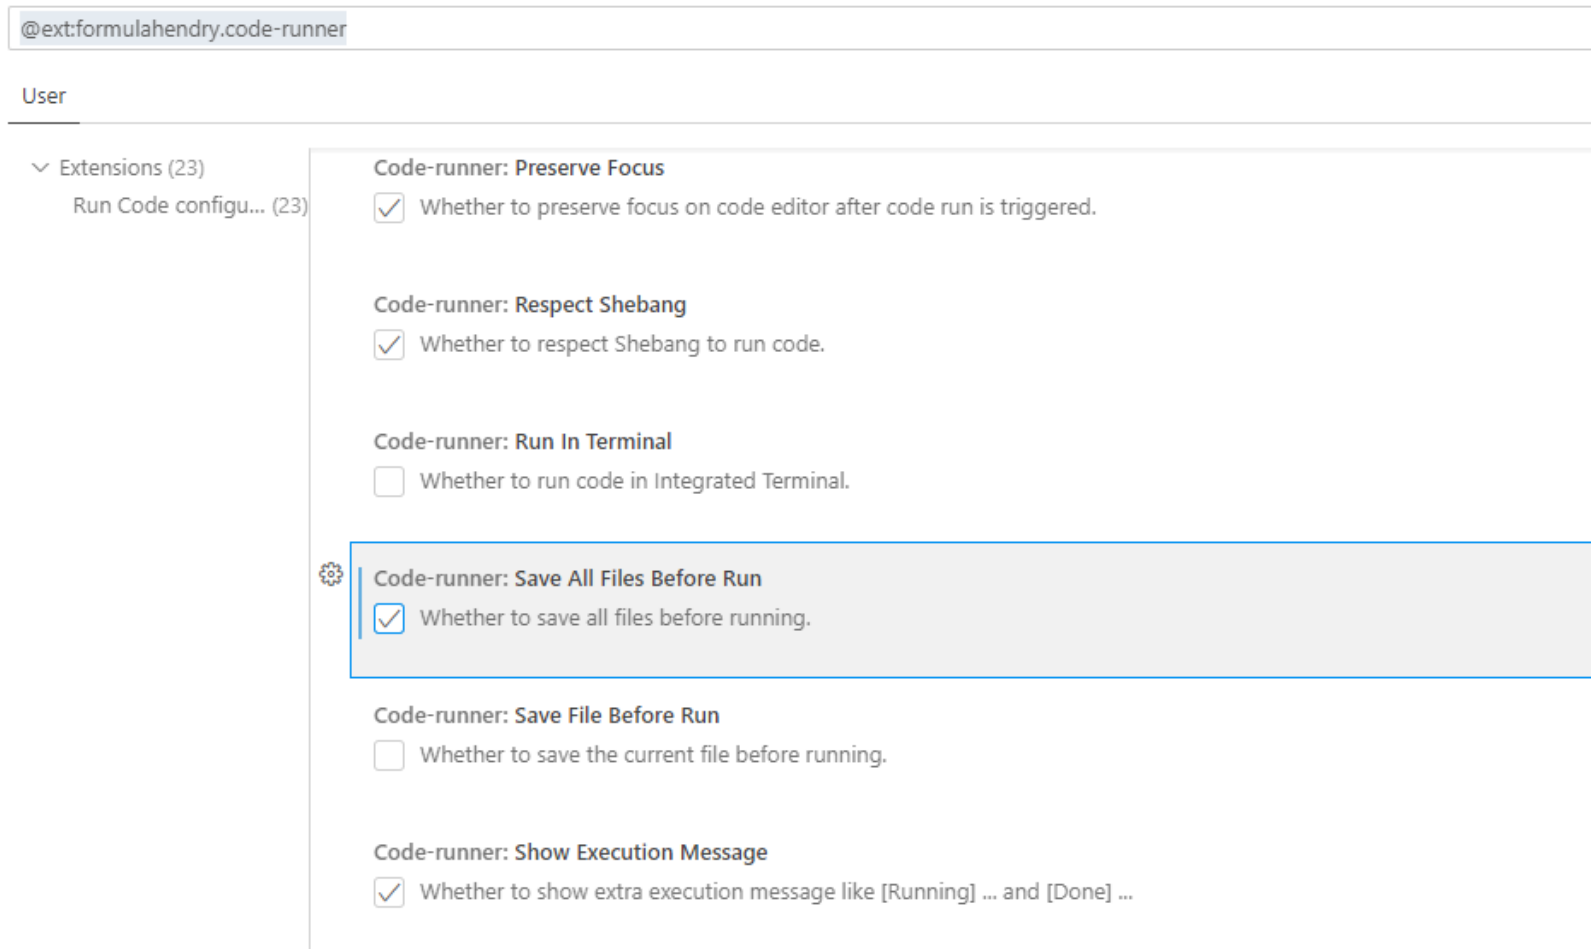 @ext:formulahendry.code-runner
User
Extensions (23)
Run Code configu... (23)
Code-runner: Preserve Focus
Whether to preserve focus on code editor after code run is triggered.
Code-runner: Respect Shebang
Whether to respect Shebang to run code.
Code-runner: Run In Terminal
Whether to run code in Integrated Terminal.
Code-runner: Save All Files Before Run
Whether to save all files before running.
Code-runner: Save File Before Run
Whether to save the current file before running.
Code-runner: Show Execution Message
Whether to show extra execution message like [Running] ... and [Done] ...